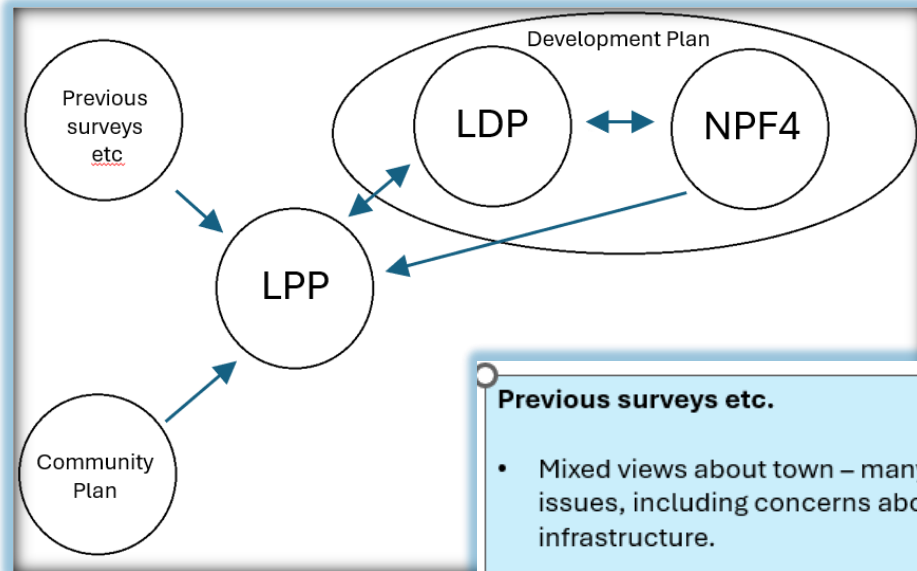 Development Plan
Previous
surveys
etc
LDP
NPF4
LPP
Community
Plan
Previous surveys etc.
• Mixed views about town – many
issues, including concerns abo
infrastructure.